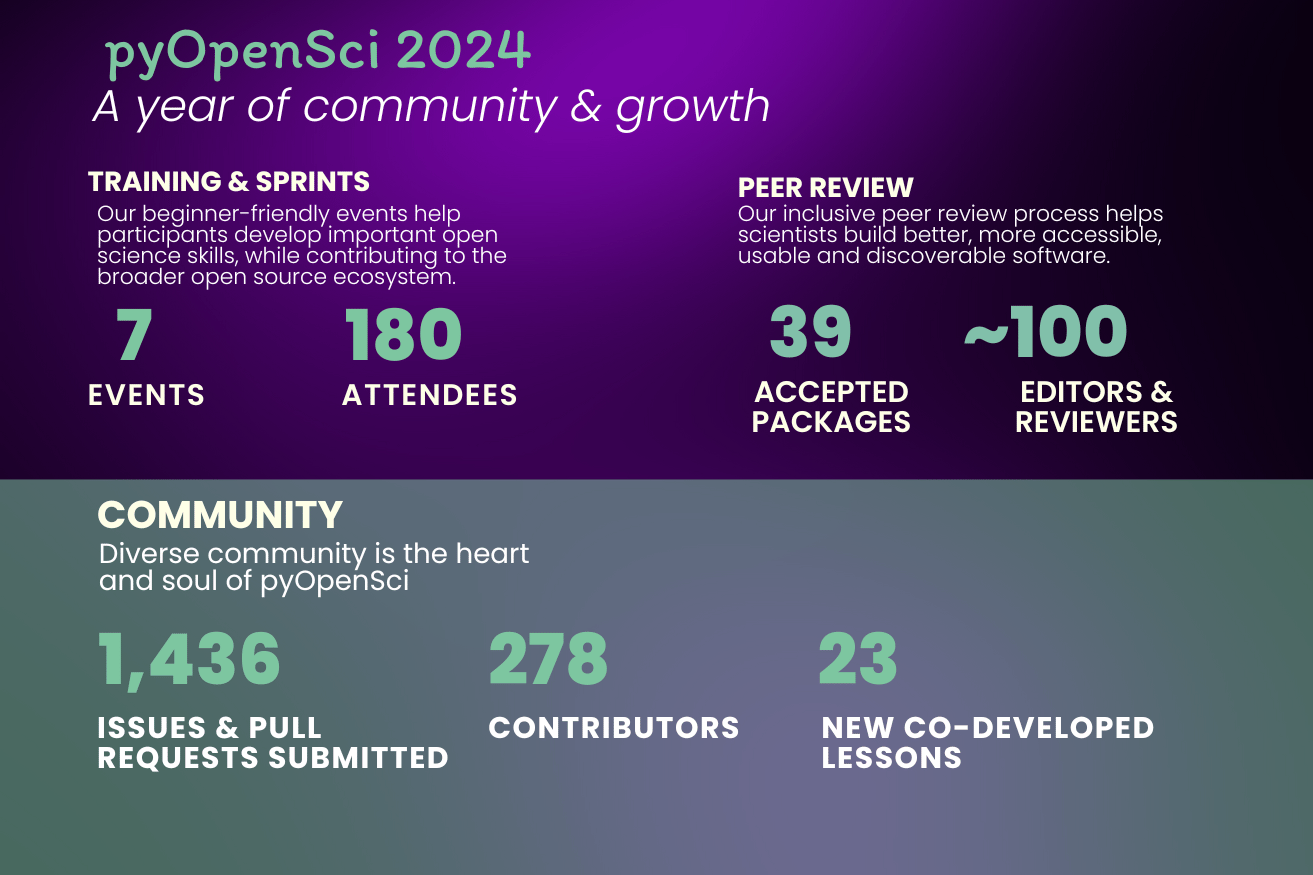 pyOpenSci 2024
A year of community & growth
TRAINING & SPRINTS
Our beginner-friendly events help
participants develop important open
science skills, while contributing to the
broader open source ecosystem.
7
EVENTS
180
ATTENDEES
PEER REVIEW
Our inclusive peer review process helps
scientists build better, more accessible,
usable and discoverable software.
39
ACCEPTED
PACKAGES
~100
EDITORS &
REVIEWERS
COMMUNITY
Diverse community is the heart
and soul of pyOpenSci
1,436
ISSUES & PULL
REQUESTS SUBMITTED
278
CONTRIBUTORS
23
NEW CO-DEVELOPED
LESSONS